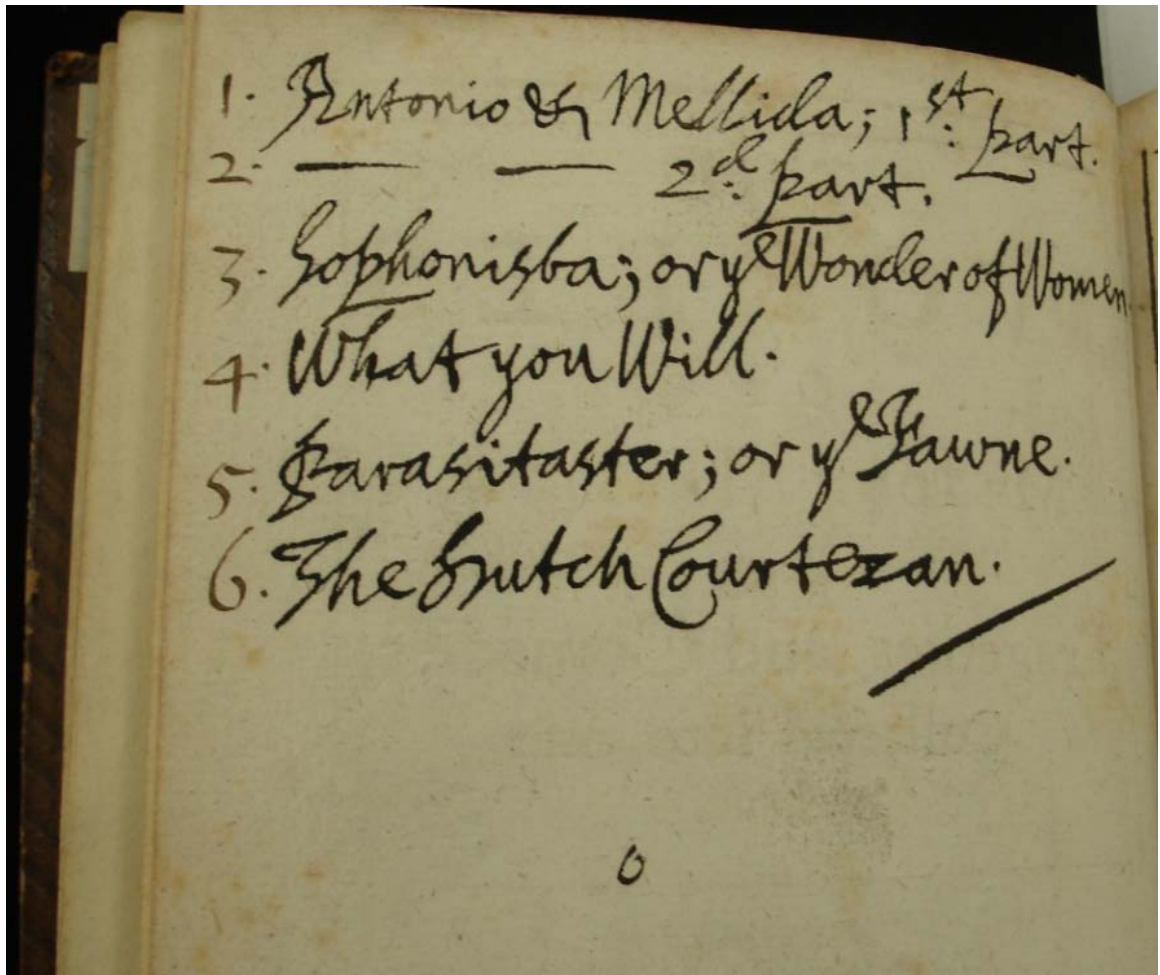 1. Antonio & Mellida; 1st. part.
2. — — 2d. part.
3. Sophonisba; or ye Wonder of Women.
4. What you Will.
5. Parasitaster; or ye Fawne.
6. The Dutch Courtezan.
6